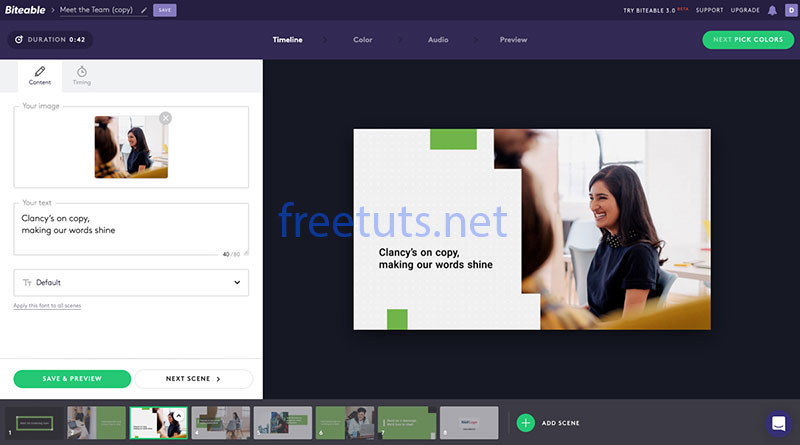 Biteable
Meet the Team (copy)
SAVE
TRY BITEABLE 3.0 BETA
SUPPORT
UPGRADE
D
DURATION 0:42
Timeline
Color
Audio
Preview
NEXT PICK COLORS
Content
Timing
Your image
Your text
Clancy's on copy,
making our words shine
40 /80
Tт Default
Apply this font to all scenes
SAVE & PREVIEW
NEXT SCENE
freetuts.net
Clancy's on copy,
making our words shine
1
3
4
5
6
7
8
ADD SCENE